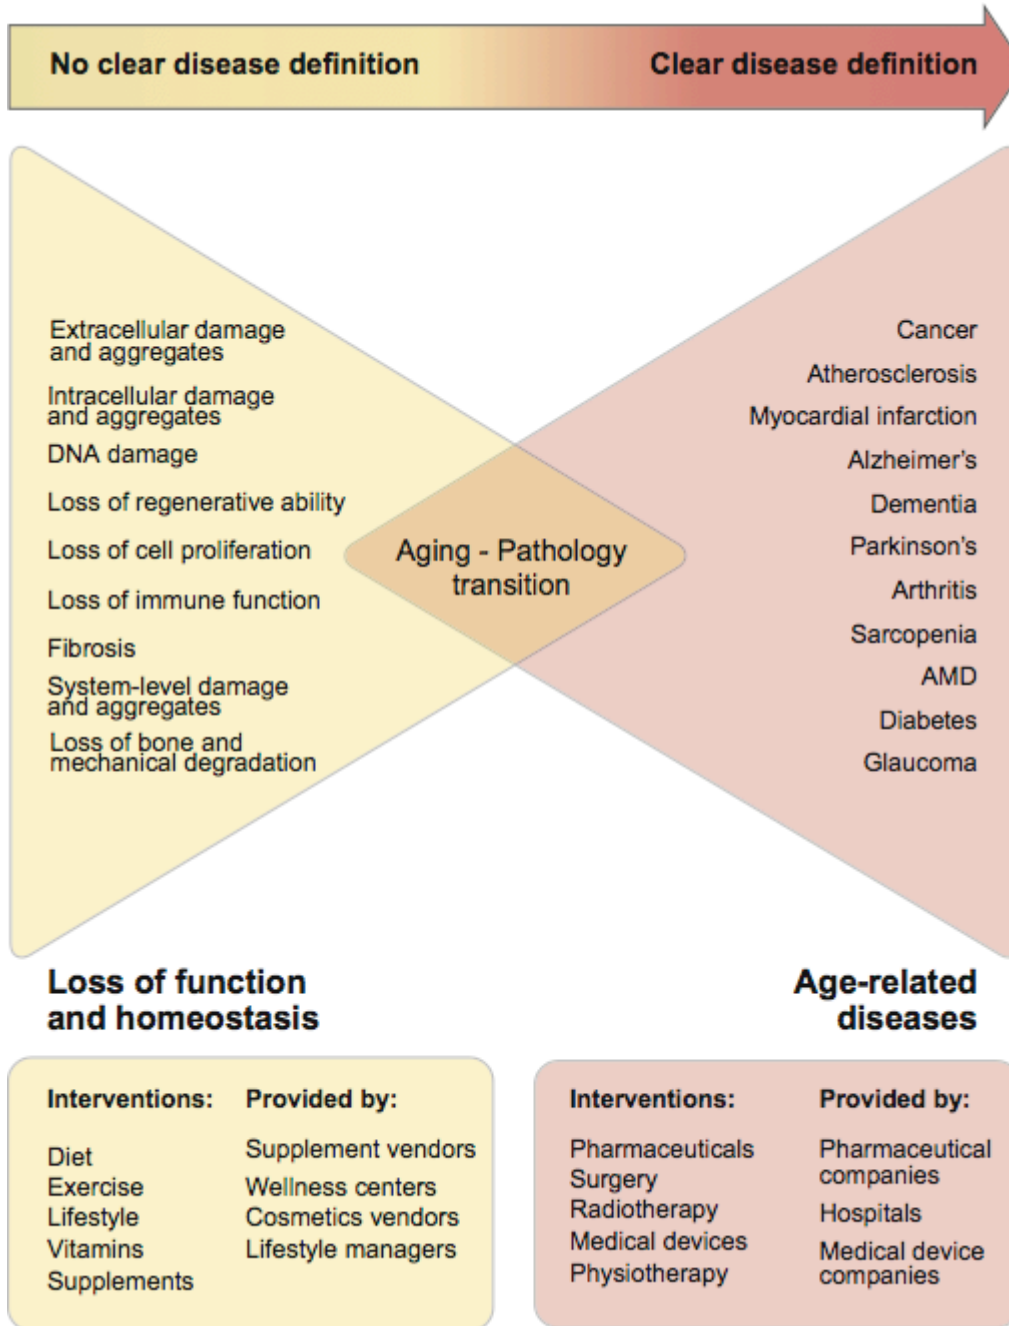 No clear disease definition
Clear disease definition
Extracellular damage
and aggregates
Intracellular damage
and aggregates
DNA damage
Loss of regenerative ability
Loss of cell proliferation
Loss of immune function
Fibrosis
System-level damage
and aggregates
Loss of bone and
mechanical degradation
Aging - Pathology
transition
Cancer
Atherosclerosis
Myocardial infarction
Alzheimer's
Dementia
Parkinson's
Arthritis
Sarcopenia
AMD
Diabetes
Glaucoma
Loss of function
and homeostasis
Age-related
diseases
Interventions:
Diet
Exercise
Lifestyle
Vitamins
Supplements
Provided by:
Supplement vendors
Wellness centers
Cosmetics vendors
Lifestyle managers
Interventions:
Pharmaceuticals
Surgery
Radiotherapy
Medical devices
Physiotherapy
Provided by:
Pharmaceutical
companies
Hospitals
Medical device
companies